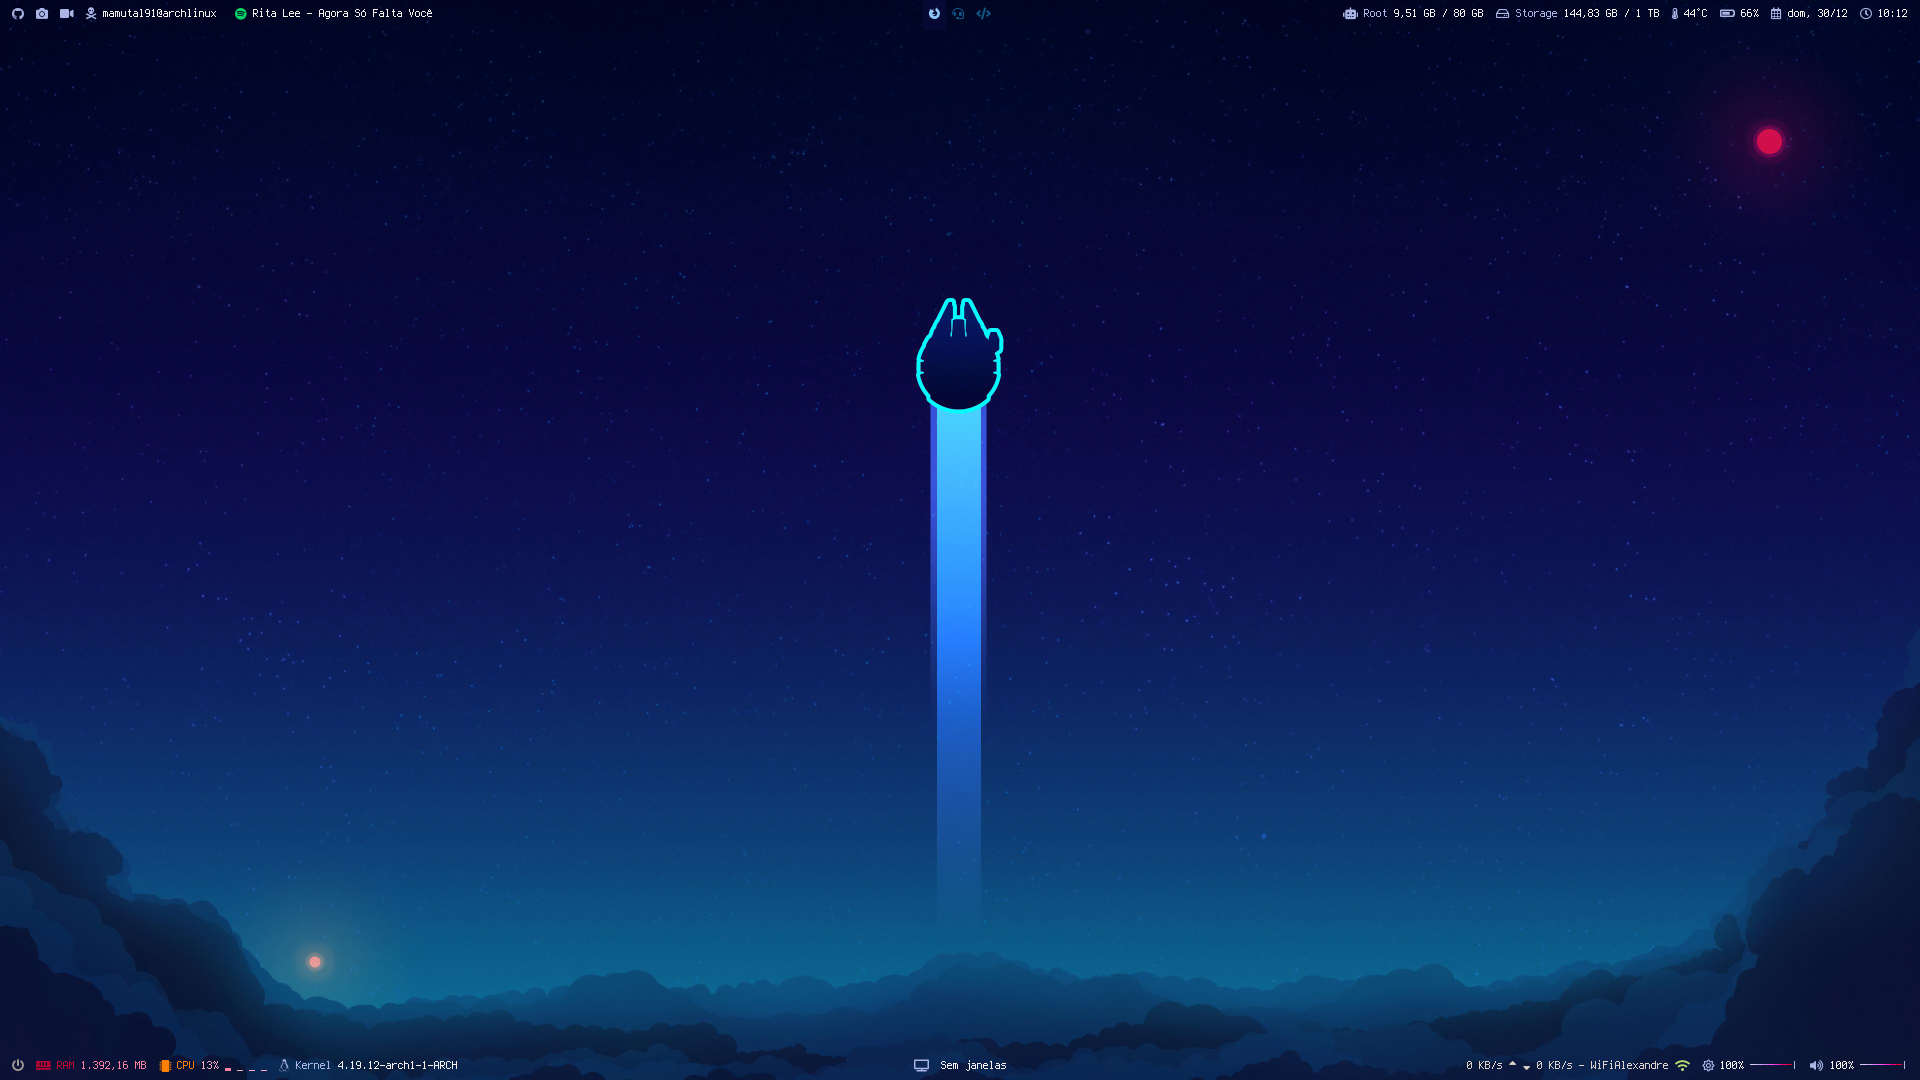 mamutal91@archlinux Rita Lee - Agora Só Falta Você
Root 9,51 GB / 80 GB Storage 144,83 GB / 1 TB 44°C 66% dom, 30/12 10:12
RAM 1.392,16 MB CPU 13% Kernel 4.19.12-arch1-1-ARCH
Sem janelas
0 KB/s 0 KB/s - WiFiAlexandre 100% 100%